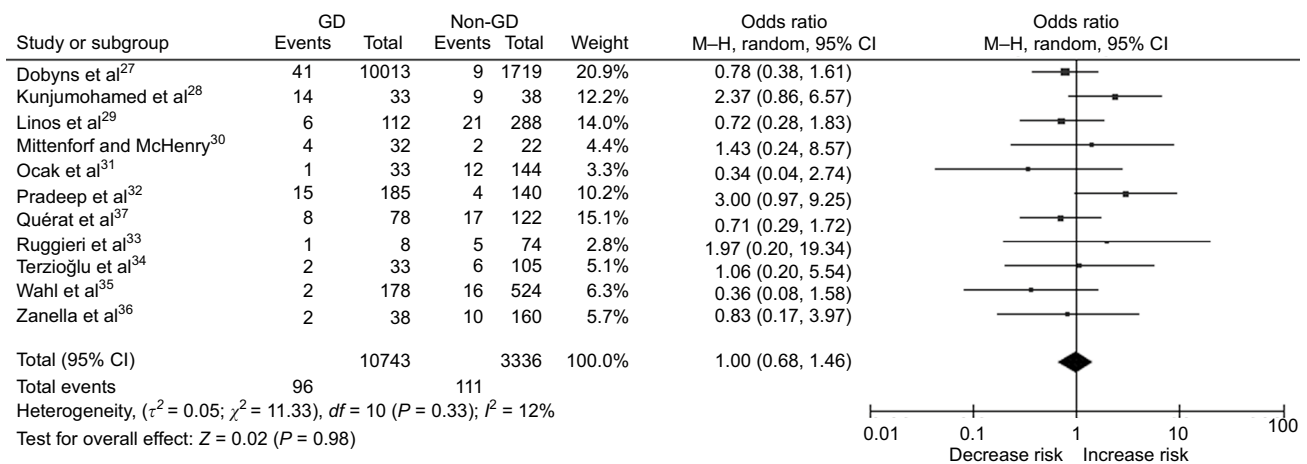 GD Non-GD Odds ratio Odds ratio
Study or subgroup Events Total Events Total Weight M–H, random, 95% CI M–H, random, 95% CI
Dobyns et al27 41 10013 9 1719 20.9% 0.78 (0.38, 1.61)
Kunjumohamed et al28 14 33 9 38 12.2% 2.37 (0.86, 6.57)
Linos et al29 6 112 21 288 14.0% 0.72 (0.28, 1.83)
Mittenforf and McHenry30 4 32 2 22 4.4% 1.43 (0.24, 8.57)
Ocak et al31 1 33 12 144 3.3% 0.34 (0.04, 2.74)
Pradeep et al32 15 185 4 140 10.2% 3.00 (0.97, 9.25)
Quérat et al37 8 78 17 122 15.1% 0.71 (0.29, 1.72)
Ruggieri et al33 1 8 5 74 2.8% 1.97 (0.20, 19.34)
Terzioğlu et al34 2 33 6 105 5.1% 1.06 (0.20, 5.54)
Wahl et al35 2 178 16 524 6.3% 0.36 (0.08, 1.58)
Zanella et al36 2 38 10 160 5.7% 0.83 (0.17, 3.97)
Total (95% CI) 10743 3336 100.0% 1.00 (0.68, 1.46)
Total events 96 111
Heterogeneity, (τ2 = 0.05; χ2 = 11.33), df = 10 (P = 0.33); I2 = 12%
Test for overall effect: Z = 0.02 (P = 0.98)
0.01 0.1 1 10 100
Decrease risk Increase risk